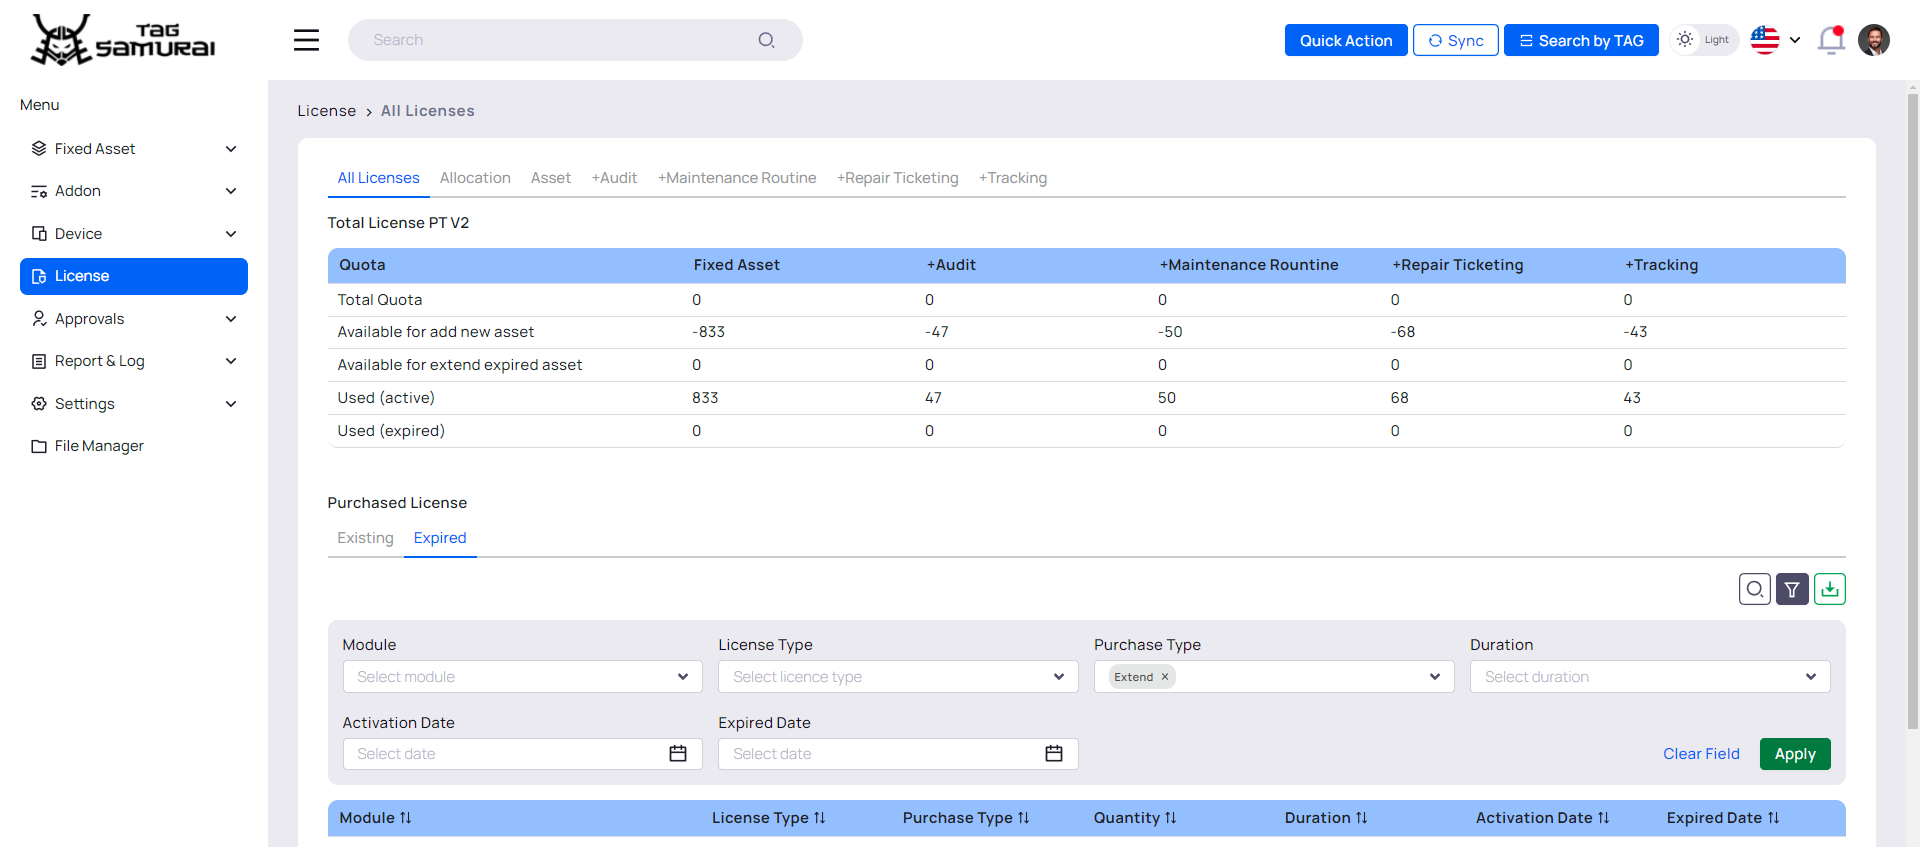 TAG SAMURAI
Search
Quick Action
Sync
Search by TAG
Light
Menu
Fixed Asset
Addon
Device
License
Approvals
Report & Log
Settings
File Manager
License > All Licenses
All Licenses Allocation Asset +Audit +Maintenance Routine +Repair Ticketing +Tracking
Total License PT V2
Quota Fixed Asset +Audit +Maintenance Rountine +Repair Ticketing +Tracking
Total Quota 0 0 0 0 0
Available for add new asset -833 -47 -50 -68 -43
Available for extend expired asset 0 0 0 0 0
Used (active) 833 47 50 68 43
Used (expired) 0 0 0 0 0
Purchased License
Existing Expired
Module License Type Purchase Type Duration
Select module Select licence type Extend × Select duration
Activation Date Expired Date
Select date Select date Clear Field Apply
Module License Type Purchase Type Quantity Duration Activation Date Expired Date